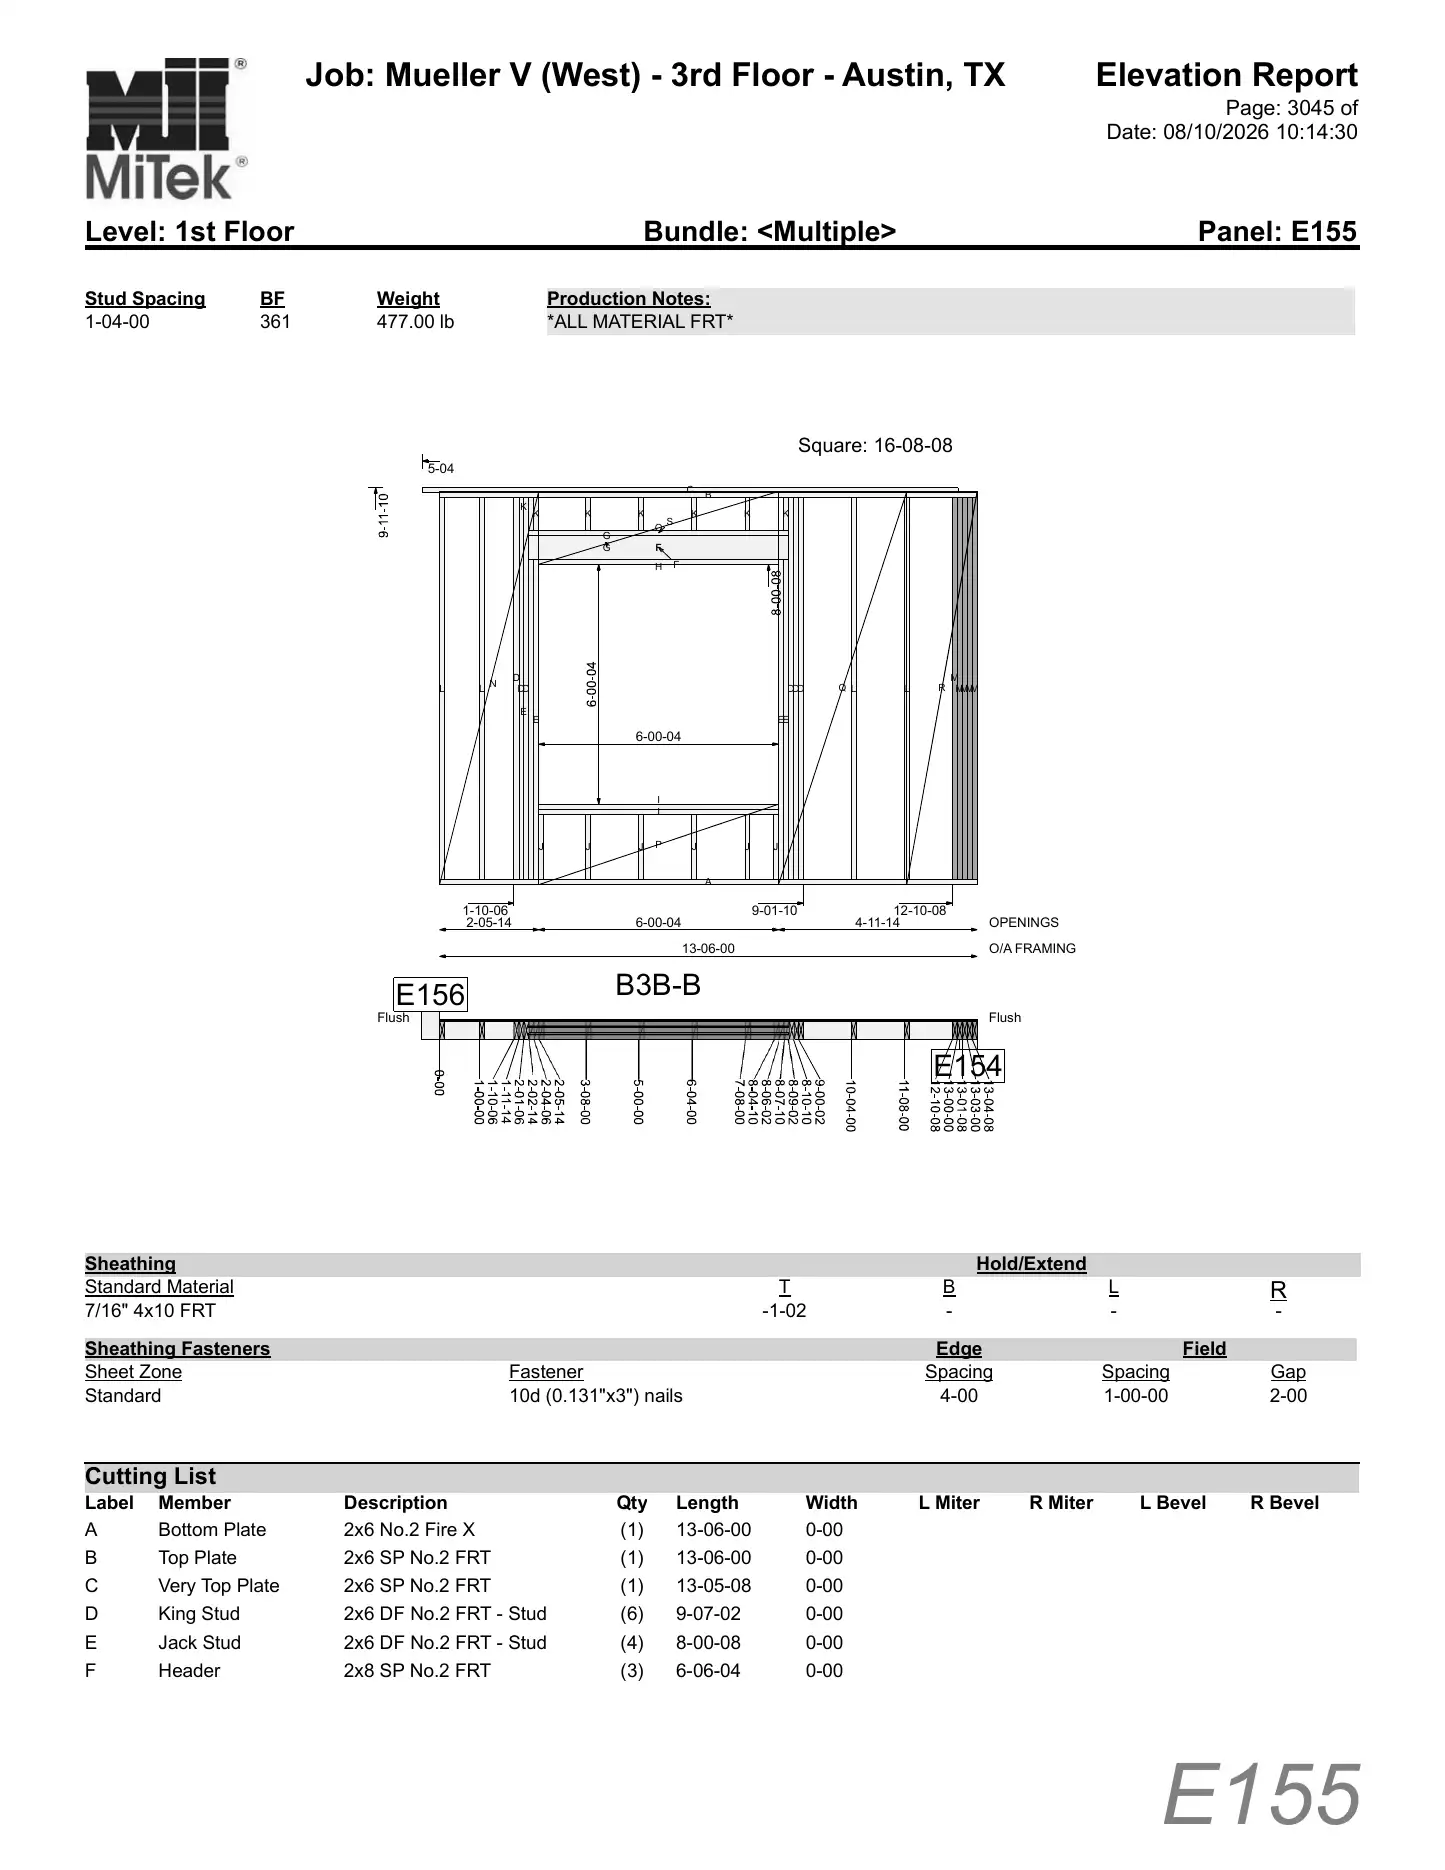 MiTek®
Job: Mueller V (West) - 3rd Floor - Austin, TX
Elevation Report
Page: 3045 of
Date: 08/10/2026 10:14:30
Level: 1st Floor Bundle: <Multiple> Panel: E155
Stud Spacing BF Weight Production Notes:
1-04-00 361 477.00 lb *ALL MATERIAL FRT*
Square: 16-08-08
5-04
9-11-10
B
K
K K K K K K
S
G
G F
H F
8-00-08
6-00-04
L L N D
E E
Q L L R M
6-00-04
I
J J J P J J J
A
1-10-06 9-01-10 12-10-08
2-05-14 6-00-04 4-11-14 OPENINGS
13-06-00 O/A FRAMING
E156 B3B-B
Flush Flush
E154
0-00 1-00-00 1-10-06 1-11-14 2-01-06 2-02-14 2-04-06 2-05-14 3-08-00 5-00-00 6-04-00 7-08-00 8-04-10 8-06-02 8-07-10 8-09-02 8-10-10 9-00-02 10-04-00 11-08-00 12-10-08 13-00-00 13-01-08 13-03-00 13-04-08
Sheathing Hold/Extend
Standard Material T B L R
7/16" 4x10 FRT -1-02 - - -
Sheathing Fasteners Edge Field
Sheet Zone Fastener Spacing Spacing Gap
Standard 10d (0.131"x3") nails 4-00 1-00-00 2-00
Cutting List
Label Member Description Qty Length Width L Miter R Miter L Bevel R Bevel
A Bottom Plate 2x6 No.2 Fire X (1) 13-06-00 0-00
B Top Plate 2x6 SP No.2 FRT (1) 13-06-00 0-00
C Very Top Plate 2x6 SP No.2 FRT (1) 13-05-08 0-00
D King Stud 2x6 DF No.2 FRT - Stud (6) 9-07-02 0-00
E Jack Stud 2x6 DF No.2 FRT - Stud (4) 8-00-08 0-00
F Header 2x8 SP No.2 FRT (3) 6-06-04 0-00
E155